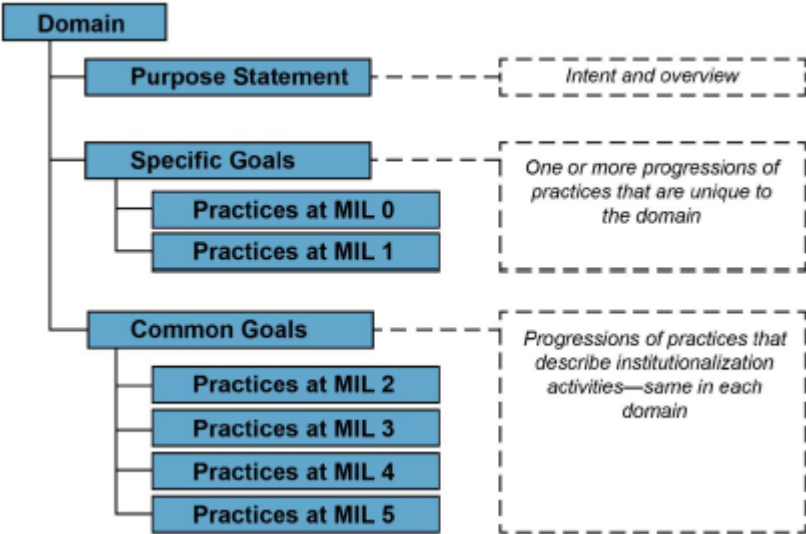 Domain
Purpose Statement
Intent and overview
Specific Goals
One or more progressions of
practices that are unique to
the domain
Practices at MIL 0
Practices at MIL 1
Common Goals
Progressions of practices that
describe institutionalization
activities—same in each
domain
Practices at MIL 2
Practices at MIL 3
Practices at MIL 4
Practices at MIL 5